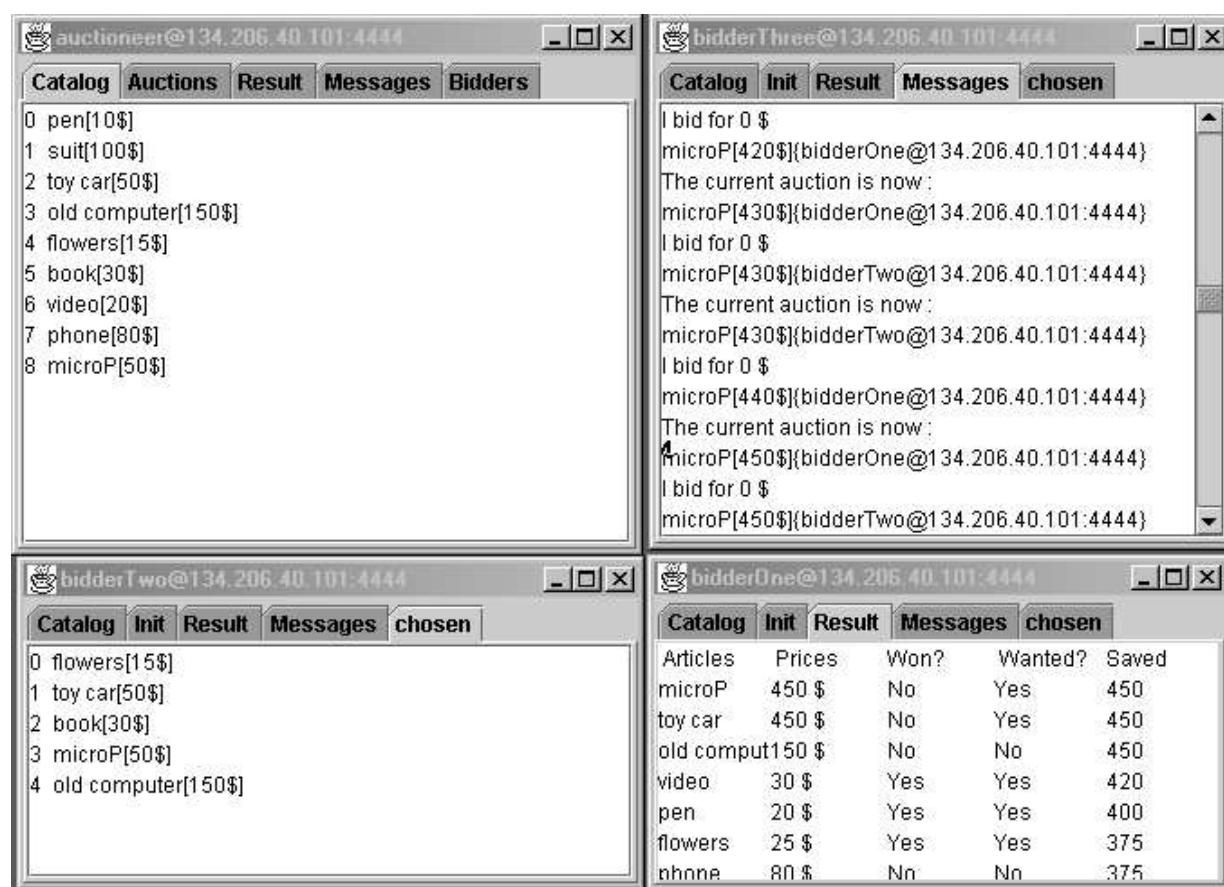 auctioneer@134.206.40.101:4444
Catalog Auctions Result Messages Bidders
0 pen[10$]
1 suit[100$]
2 toy car[50$]
3 old computer[150$]
4 flowers[15$]
5 book[30$]
6 video[20$]
7 phone[80$]
8 microP[50$]
bidderThree@134.206.40.101:4444
Catalog Init Result Messages chosen
I bid for 0 $
microP[420$]{bidderOne@134.206.40.101:4444}
The current auction is now :
microP[430$]{bidderOne@134.206.40.101:4444}
I bid for 0 $
microP[430$]{bidderTwo@134.206.40.101:4444}
The current auction is now :
microP[430$]{bidderTwo@134.206.40.101:4444}
I bid for 0 $
microP[440$]{bidderOne@134.206.40.101:4444}
The current auction is now :
microP[450$]{bidderOne@134.206.40.101:4444}
I bid for 0 $
microP[450$]{bidderTwo@134.206.40.101:4444}
bidderTwo@134.206.40.101:4444
Catalog Init Result Messages chosen
0 flowers[15$]
1 toy car[50$]
2 book[30$]
3 microP[50$]
4 old computer[150$]
bidderOne@134.206.40.101:4444
Catalog Init Result Messages chosen
Articles Prices Won? Wanted? Saved
microP 450 $ No Yes 450
toy car 450 $ No Yes 450
old comput150 $ No No 450
video 30 $ Yes Yes 420
pen 20 $ Yes Yes 400
flowers 25 $ Yes Yes 375
phone 80 $ No No 375